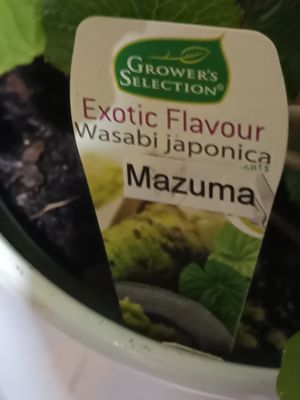 GROWER'S
SELECTION®
Exotic Flavour
Wasabi japonica
Mazuma